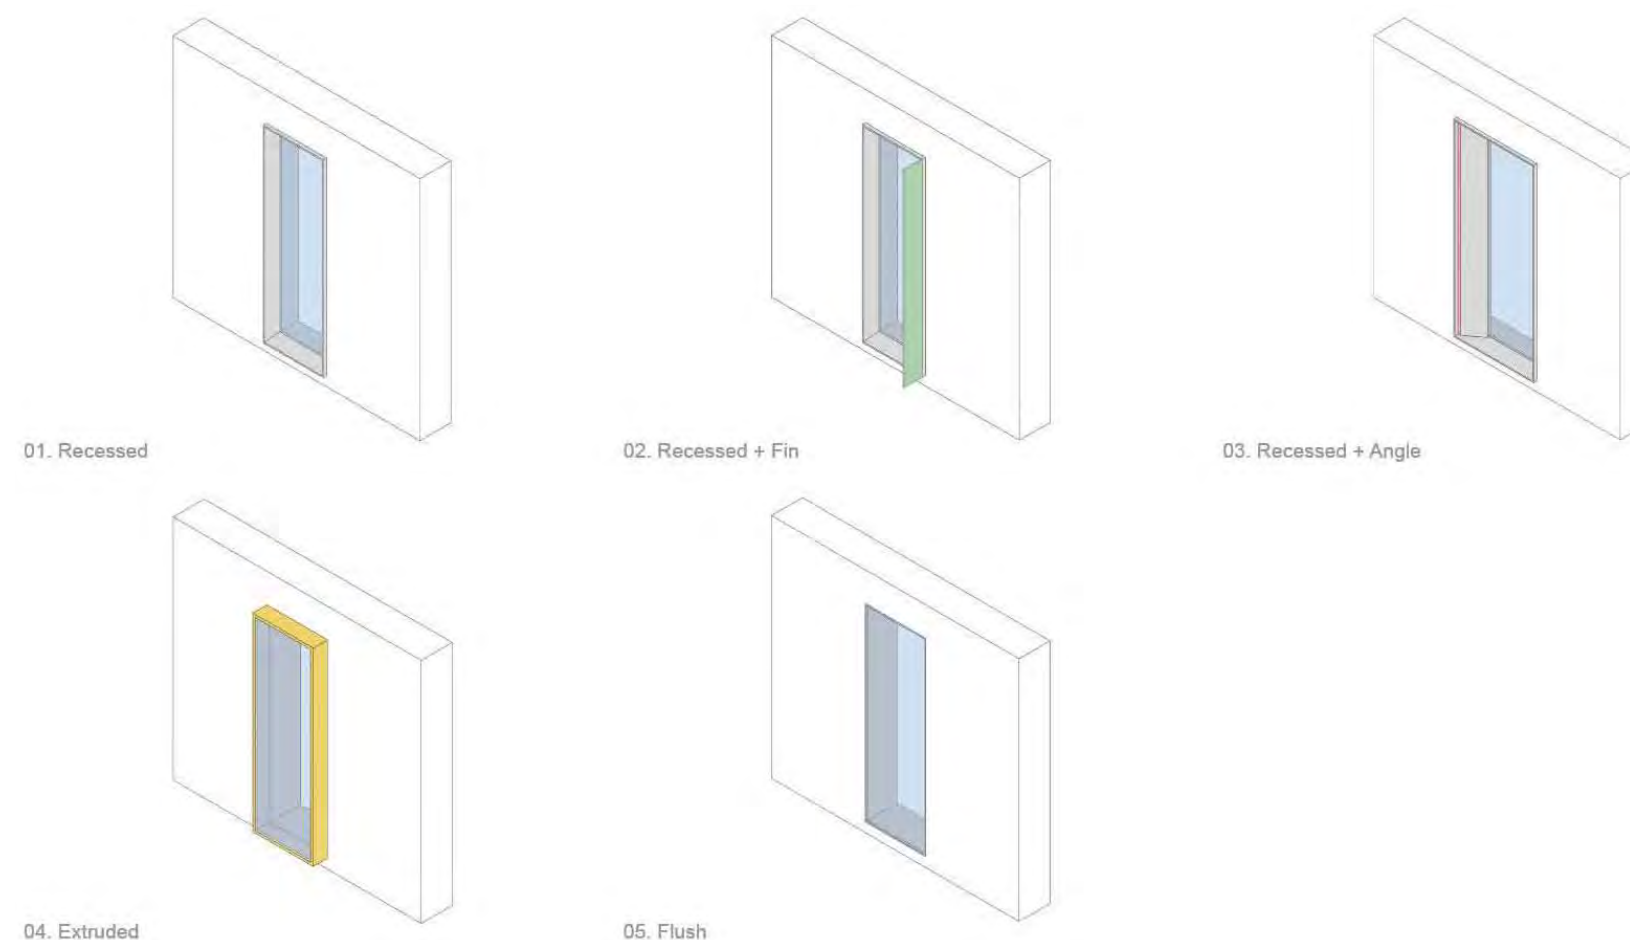 01. Recessed
02. Recessed + Fin
03. Recessed + Angle
04. Extruded
05. Flush